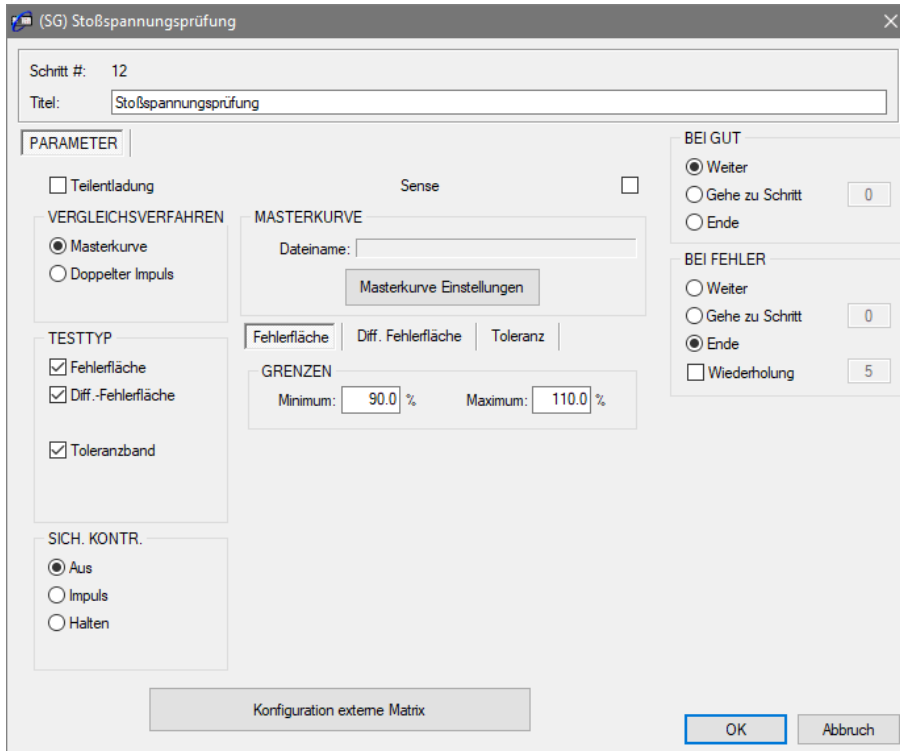 (SG) Stoßspannungsprüfung
Schritt #: 12
Titel: Stoßspannungsprüfung
PARAMETER
Teilentladung Sense
VERGLEICHSVERFAHREN
Masterkurve
Doppelter Impuls
MASTERKURVE
Dateiname:
Masterkurve Einstellungen
TESTTYP
Fehlerfläche
Diff.-Fehlerfläche
Toleranzband
Fehlerfläche Diff. Fehlerfläche Toleranz
GRENZEN
Minimum: 90.0 % Maximum: 110.0 %
SICH. KONTR.
Aus
Impuls
Halten
BEI GUT
Weiter
Gehe zu Schritt 0
Ende
BEI FEHLER
Weiter
Gehe zu Schritt 0
Ende
Wiederholung 5
Konfiguration externe Matrix
OK Abbruch